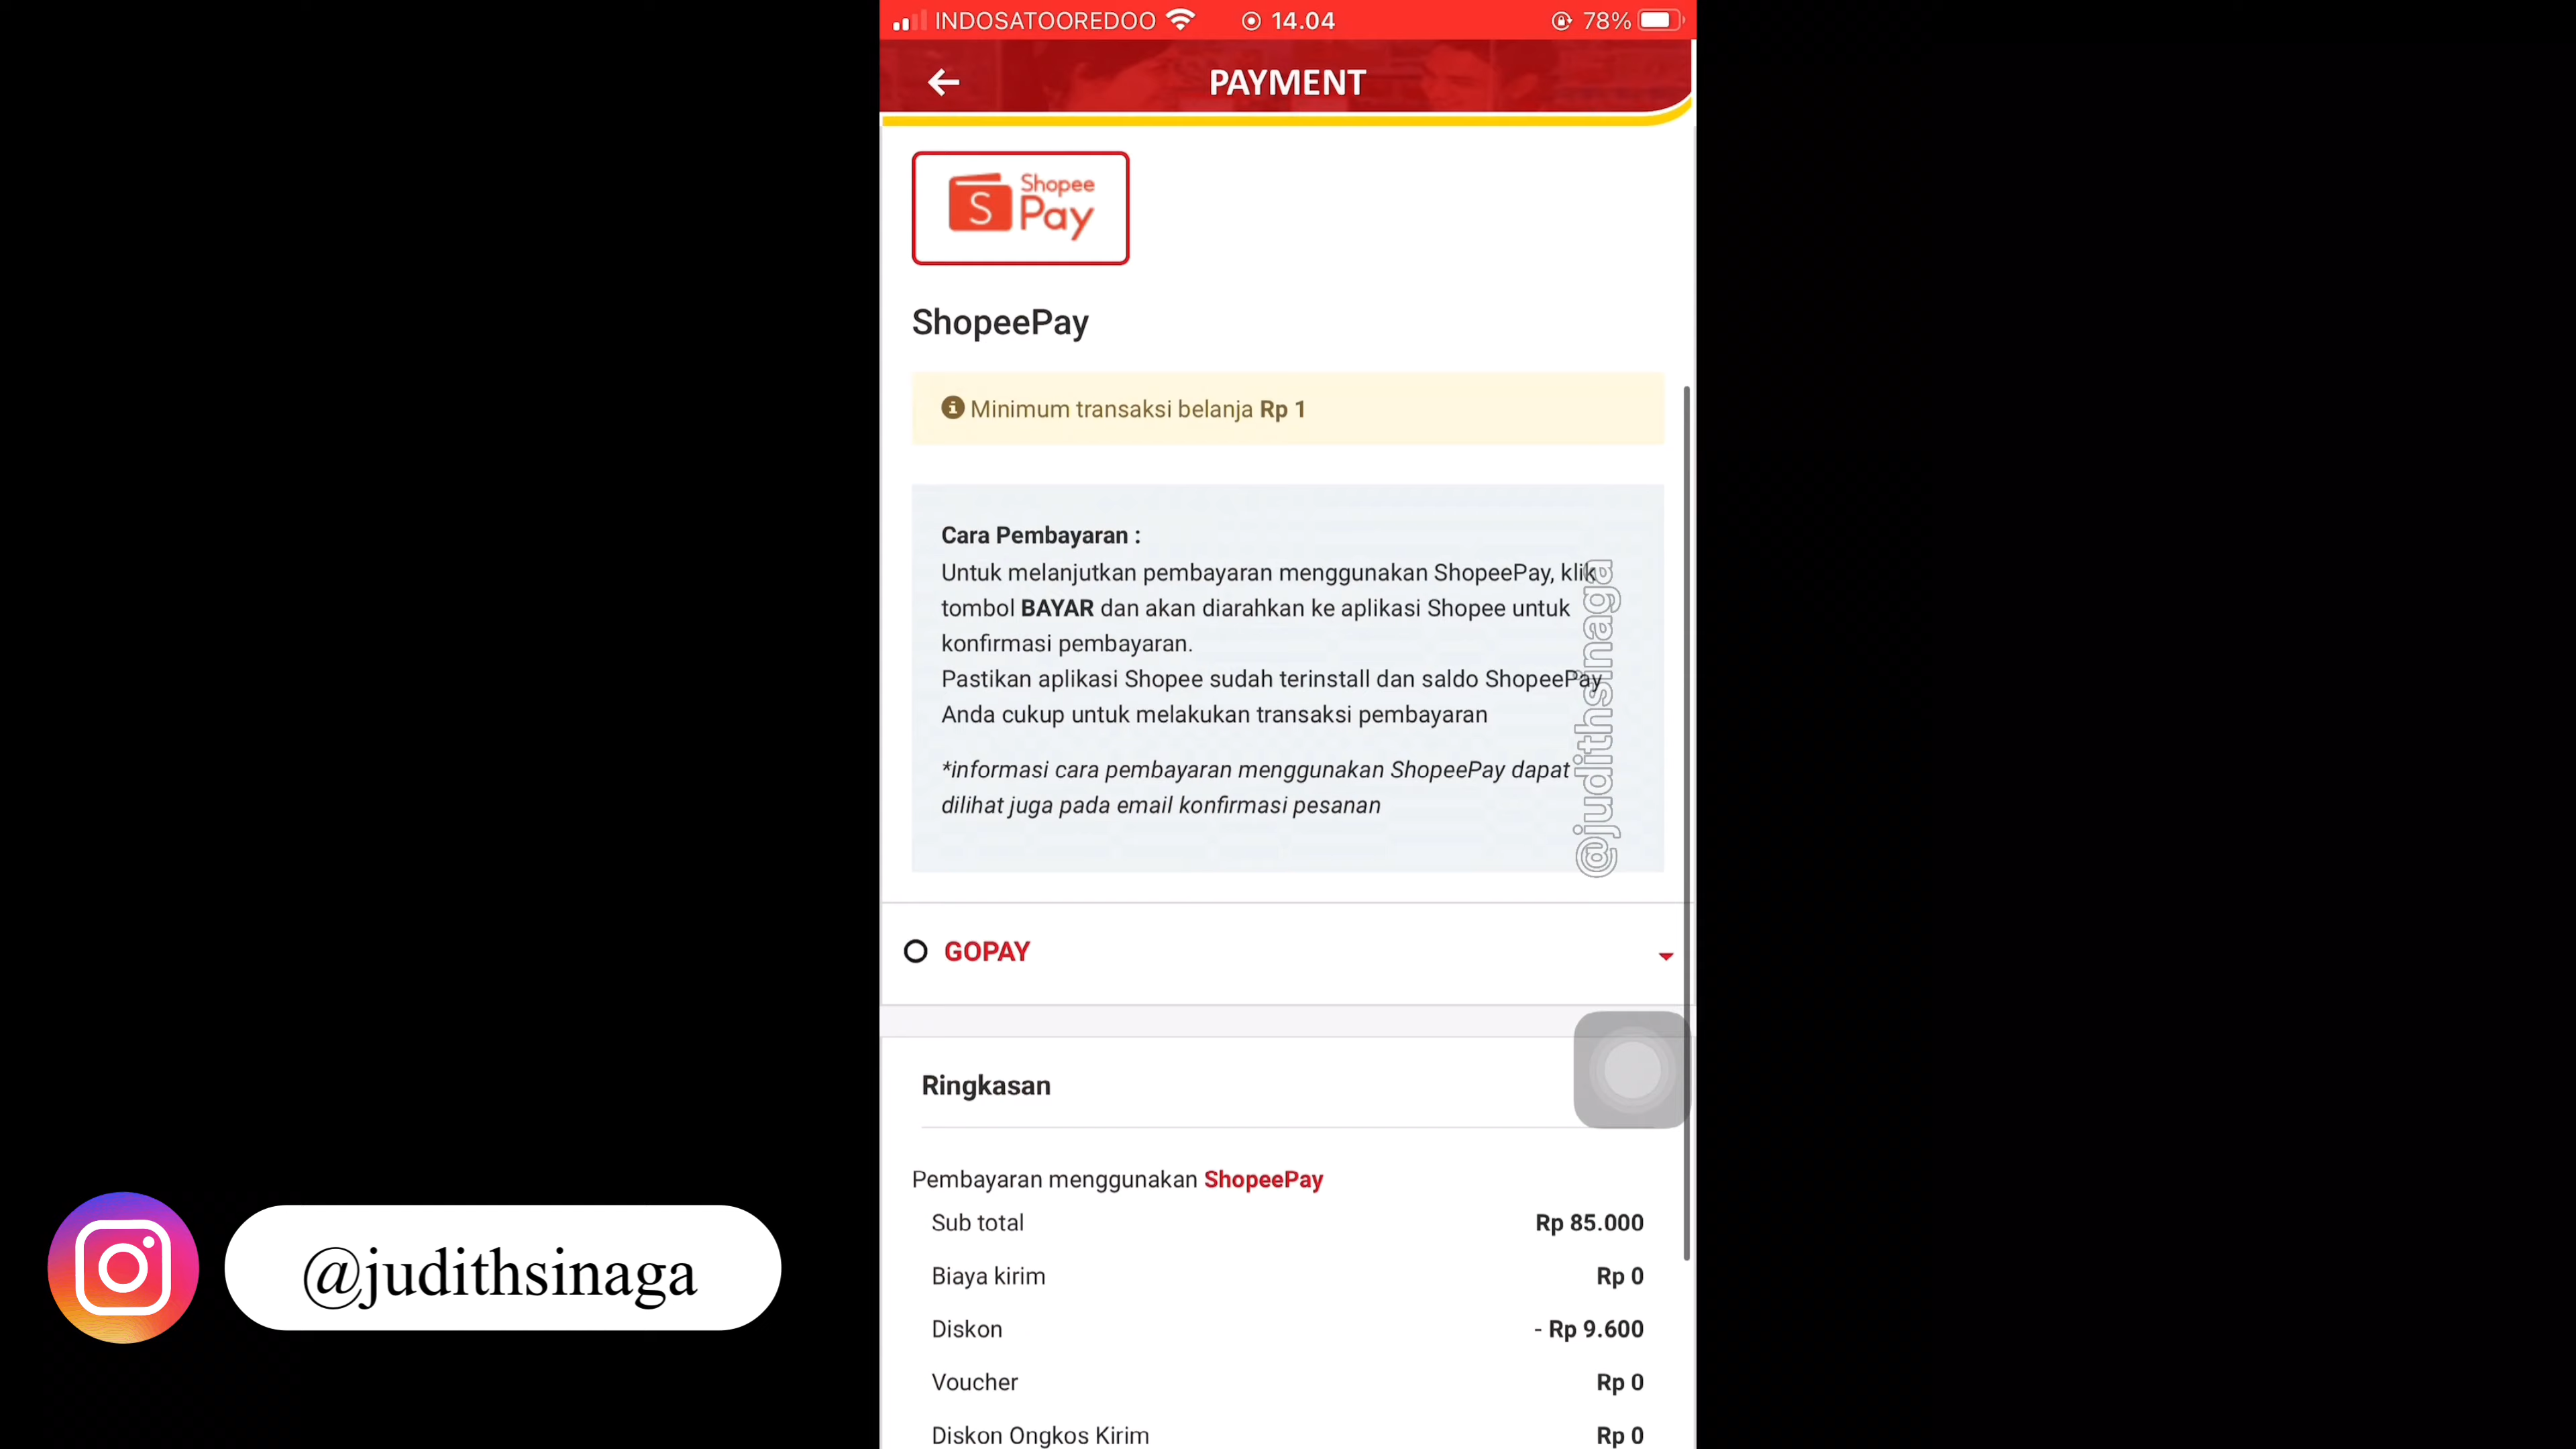 INDOSATOOREDOO 14.04 78%
PAYMENT
Shopee
Pay
ShopeePay
Minimum transaksi belanja Rp 1
Cara Pembayaran :
Untuk melanjutkan pembayaran menggunakan ShopeePay, klik
tombol BAYAR dan akan diarahkan ke aplikasi Shopee untuk
konfirmasi pembayaran.
Pastikan aplikasi Shopee sudah terinstall dan saldo ShopeePay
Anda cukup untuk melakukan transaksi pembayaran
*informasi cara pembayaran menggunakan ShopeePay dapat
dilihat juga pada email konfirmasi pesanan
@judithsinaga
GOPAY
Ringkasan
Pembayaran menggunakan ShopeePay
Sub total Rp 85.000
Biaya kirim Rp 0
Diskon - Rp 9.600
Voucher Rp 0
Diskon Ongkos Kirim Rp 0
@judithsinaga